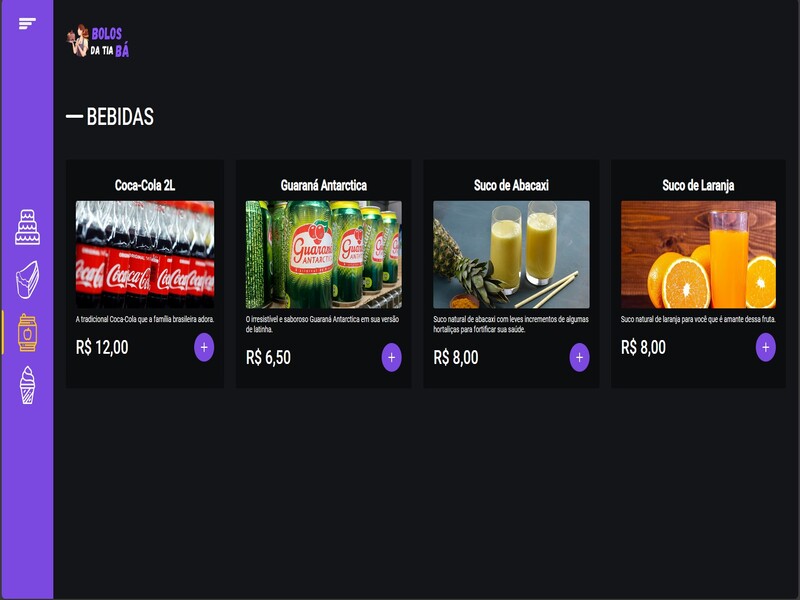 BOLOS
DA TIA BÁ
BEBIDAS
Coca-Cola 2L
Guaraná Antarctica
Suco de Abacaxi
Suco de Laranja
Guaraná
ANTARCTICA
A tradicional Coca-Cola que a família brasileira adora.
O irresistível e saboroso Guaraná Antarctica em sua versão
de latinha.
Suco natural de abacaxi com leves incrementos de algumas
hortaliças para fortificar sua saúde.
Suco natural de laranja para você que é amante dessa fruta.
R$ 12,00
+
R$ 6,50
+
R$ 8,00
+
R$ 8,00
+